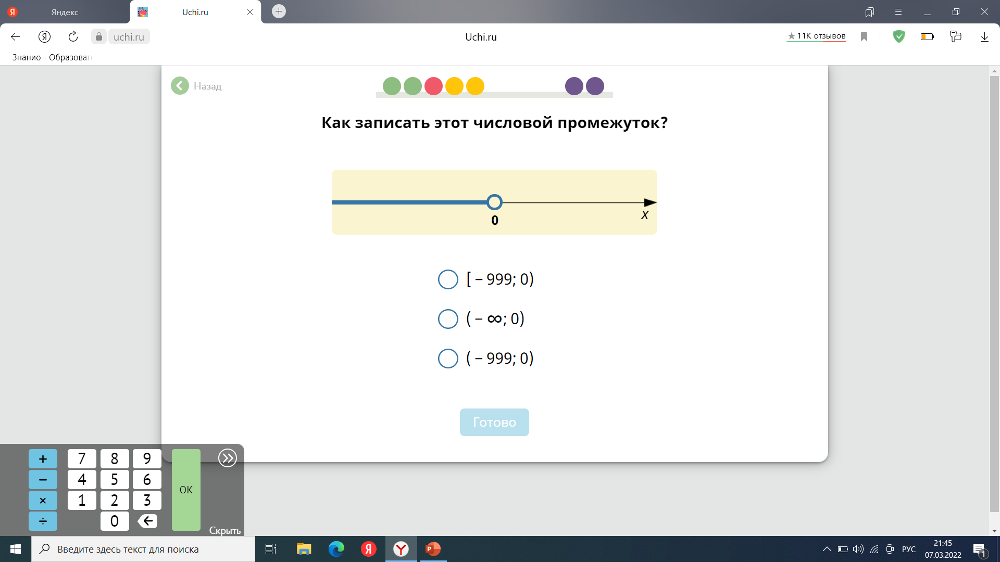 Яндекс
Uchi.ru
uchi.ru
Uchi.ru
★ 11К отзывов
Знанио - Образоват
Назад
Как записать этот числовой промежуток?
0
X
[ − 999; 0)
( − ∞; 0)
( − 999; 0)
Готово
+ 7 8 9
− 4 5 6
× 1 2 3
÷ 0
OK
Скрыть
Введите здесь текст для поиска
РУС
21:45
07.03.2022
1